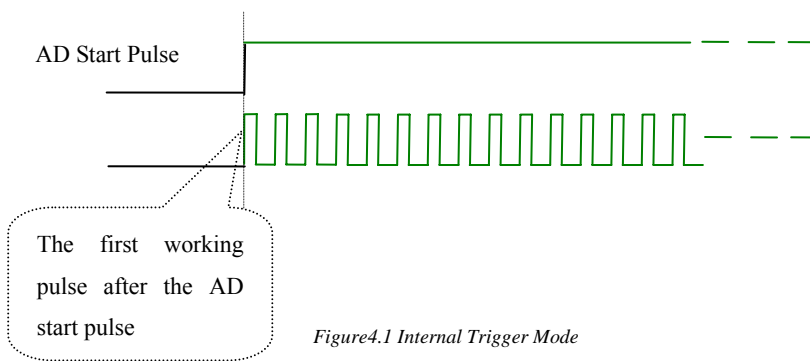 AD Start Pulse
The first working
pulse after the AD
start pulse
Figure4.1 Internal Trigger Mode